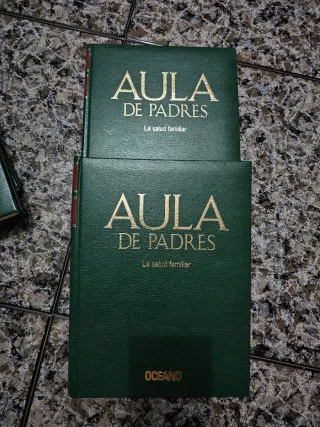 AULA
DE PADRES
La salud familiar
AULA
DE PADRES
La salud familiar
OCEANO